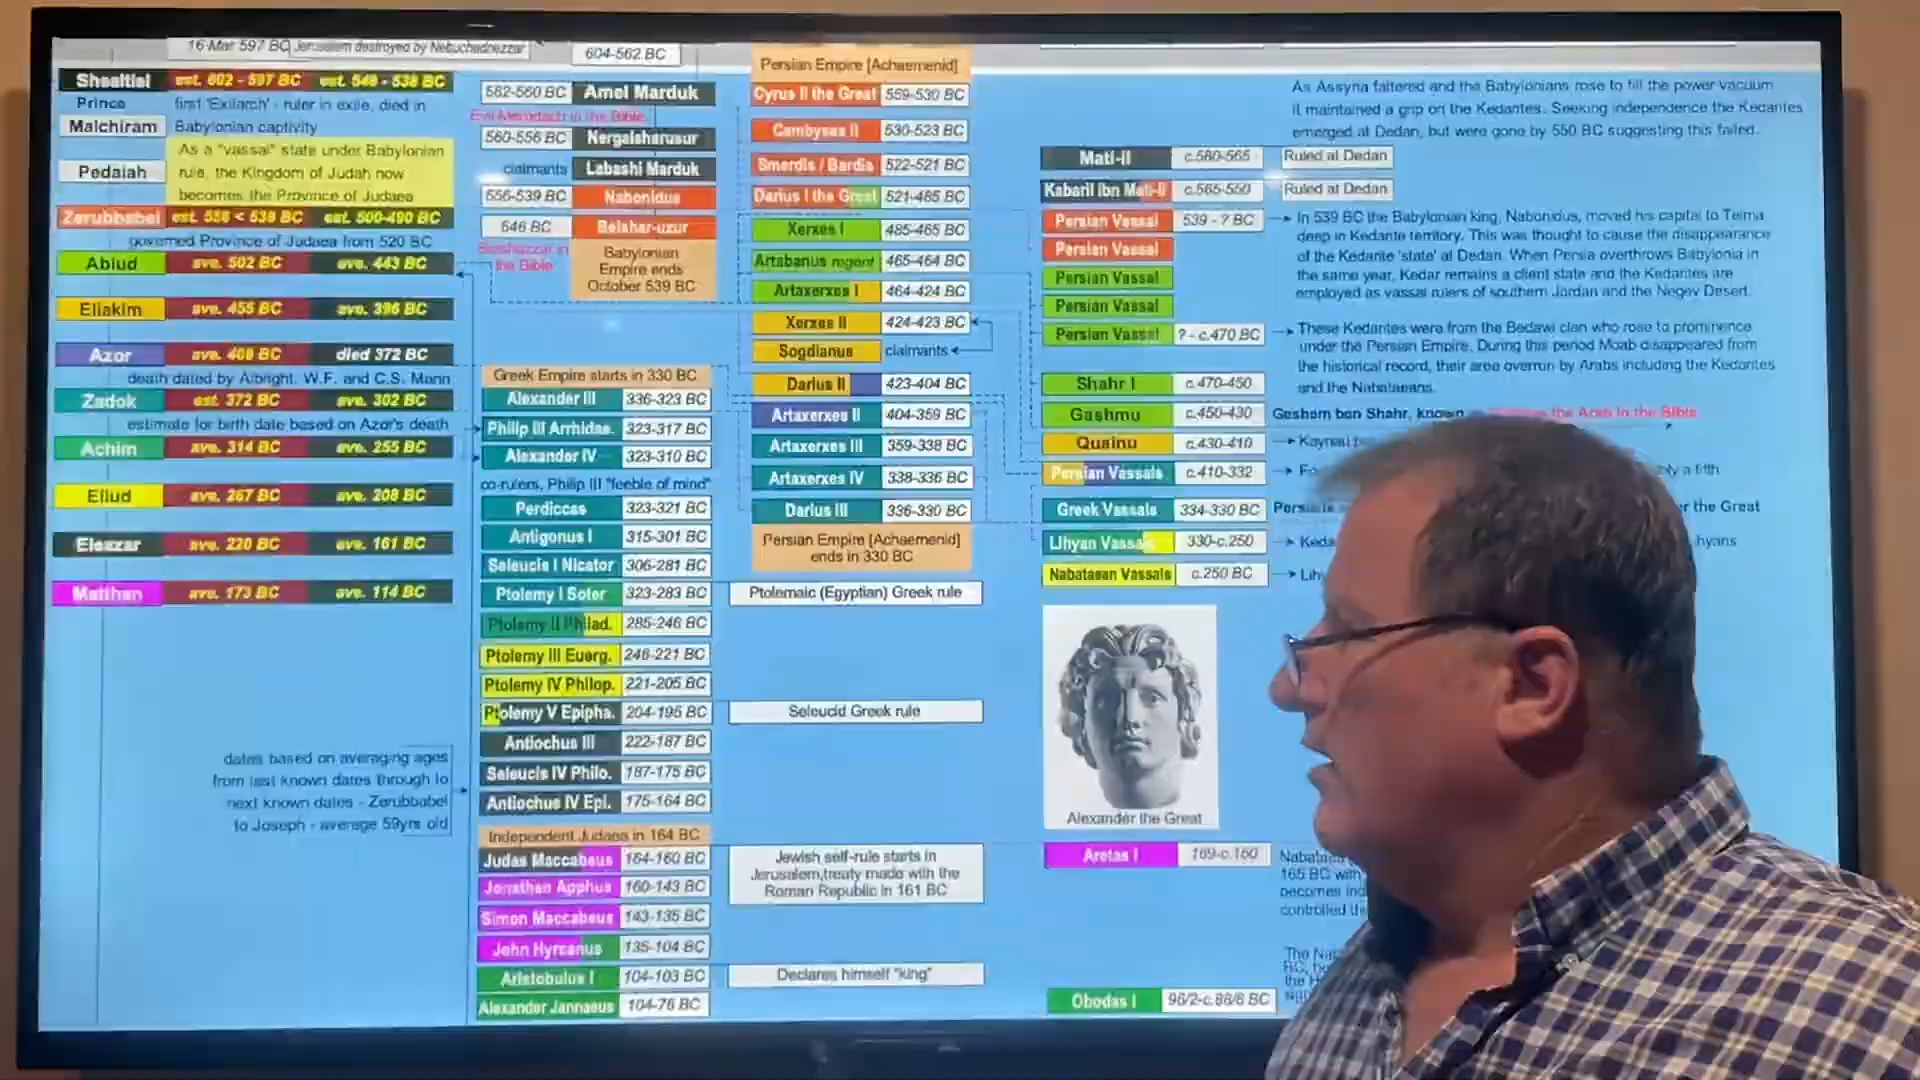 16 Mar 597 BC Jerusalem destroyed by Nebuchadnezzar
Shealtiel est. 602 - 597 BC est. 548 - 538 BC
Prince first 'Exilarch' - ruler in exile, died in
Malchiram Babylonian captivity
Pedaiah
As a "vassal" state under Babylonian
rule, the Kingdom of Judah now
becomes the Province of Judaea
Zerubbabel est. 558 < 538 BC est. 500-490 BC
governed Province of Judaea from 520 BC
Abiud ave. 502 BC ave. 443 BC
Eliakim ave. 455 BC ave. 396 BC
Azor ave. 408 BC died 372 BC
death dated by Albright, W.F. and C.S. Mann
Zadok est. 372 BC ave. 302 BC
estimate for birth date based on Azor's death
Achim ave. 314 BC ave. 255 BC
Eliud ave. 267 BC ave. 208 BC
Eleazar ave. 220 BC ave. 161 BC
Matthan ave. 173 BC ave. 114 BC
dates based on averaging ages
from last known dates through to
next known dates - Zerubbabel
to Joseph - average 59yrs old
604-562 BC
562-560 BC Amel Marduk
Evil-Merodach in the Bible
560-556 BC Nergalsharusur
claimants Labashi Marduk
556-539 BC Nabonidus
546 BC Belshar-uzur
Belshazzar in
the Bible
Babylonian
Empire ends
October 539 BC
Greek Empire starts in 330 BC
Alexander III 336-323 BC
Philip III Arrhidae. 323-317 BC
Alexander IV 323-310 BC
co-rulers, Philip III "feeble of mind"
Perdiccas 323-321 BC
Antigonus I 315-301 BC
Seleucis I Nicator 306-281 BC
Ptolemy I Soter 323-283 BC
Ptolemy II Philad. 285-246 BC
Ptolemy III Euerg. 246-221 BC
Ptolemy IV Philop. 221-205 BC
Ptolemy V Epipha. 204-195 BC
Antiochus III 222-187 BC
Seleucis IV Philo. 187-175 BC
Antiochus IV Epi. 175-164 BC
Independent Judaea in 164 BC
Judas Maccabeus 164-160 BC
Jonathan Apphus 160-143 BC
Simon Maccabeus 143-135 BC
John Hyrcanus 135-104 BC
Aristobulus I 104-103 BC
Alexander Jannaeus 104-76 BC
Persian Empire [Achaemenid]
Cyrus II the Great 559-530 BC
Cambyses II 530-523 BC
Smerdis / Bardia 522-521 BC
Darius I the Great 521-485 BC
Xerxes I 485-465 BC
Artabanus regent 465-464 BC
Artaxerxes I 464-424 BC
Xerxes II 424-423 BC
Sogdianus claimants
Darius II 423-404 BC
Artaxerxes II 404-359 BC
Artaxerxes III 359-338 BC
Artaxerxes IV 338-336 BC
Darius III 336-330 BC
Persian Empire [Achaemenid]
ends in 330 BC
Ptolemaic (Egyptian) Greek rule
Seleucid Greek rule
Jewish self-rule starts in
Jerusalem, treaty made with the
Roman Republic in 161 BC
Declares himself "king"
As Assyria faltered and the Babylonians rose to fill the power vacuum
it maintained a grip on the Kedarites. Seeking independence the Kedarites
emerged at Dedan, but were gone by 550 BC suggesting this failed.
Mati-II c.580-565 Ruled at Dedan
Kabaril ibn Mati-II c.565-550 Ruled at Dedan
Persian Vassal 539 - ? BC
Persian Vassal
Persian Vassal
Persian Vassal
Persian Vassal ? - c.470 BC
In 539 BC the Babylonian king, Nabonidus, moved his capital to Teima
deep in Kedarite territory. This was thought to cause the disappearance
of the Kedarite 'state' at Dedan. When Persia overthrows Babylonia in
the same year, Kedar remains a client state and the Kedarites are
employed as vassal rulers of southern Jordan and the Negev Desert.
These Kedarites were from the Bedawi clan who rose to prominence
under the Persian Empire. During this period Moab disappeared from
the historical record, their area overrun by Arabs including the Kedarites
and the Nabataeans.
Shahr I c.470-450
Gashmu c.450-430 Geshem ben Shahr, known the Arab in the Bible
Quainu c.430-410
Persian Vassals c.410-332 bly a fifth
Greek Vassals 334-330 BC r the Great
Lihyan Vassals 330-c.250 hyans
Nabataean Vassals c.250 BC
Alexander the Great
Aretas I 169-c.160
165 BC with
becomes ind
controlled the
The Nab
Obodas I 96/2-c.86/6 BC